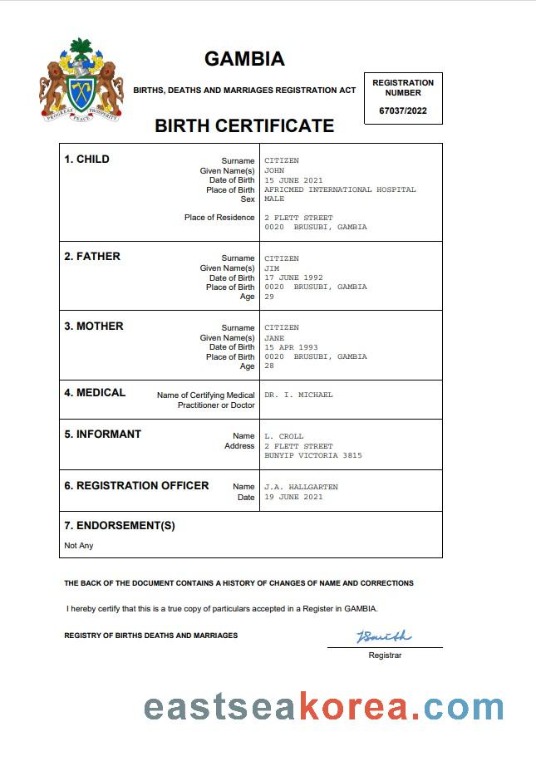 GAMBIA
BIRTHS, DEATHS AND MARRIAGES REGISTRATION ACT
REGISTRATION
NUMBER
67037/2022
PROGRESS PEACE PROSPERITY
BIRTH CERTIFICATE
1. CHILD
Surname CITIZEN
Given Name(s) JOHN
Date of Birth 15 JUNE 2021
Place of Birth AFRICMED INTERNATIONAL HOSPITAL
Sex MALE
Place of Residence 2 FLETT STREET
0020 BRUSUBI, GAMBIA
2. FATHER
Surname CITIZEN
Given Name(s) JIM
Date of Birth 17 JUNE 1992
Place of Birth 0020 BRUSUBI, GAMBIA
Age 29
3. MOTHER
Surname CITIZEN
Given Name(s) JANE
Date of Birth 15 APR 1993
Place of Birth 0020 BRUSUBI, GAMBIA
Age 28
4. MEDICAL
Name of Certifying Medical DR. I. MICHAEL
Practitioner or Doctor
5. INFORMANT
Name L. CROLL
Address 2 FLETT STREET
BUNYIP VICTORIA 3815
6. REGISTRATION OFFICER
Name J.A. HALLGARTEN
Date 19 JUNE 2021
7. ENDORSEMENT(S)
Not Any
THE BACK OF THE DOCUMENT CONTAINS A HISTORY OF CHANGES OF NAME AND CORRECTIONS
I hereby certify that this is a true copy of particulars accepted in a Register in GAMBIA.
REGISTRY OF BIRTHS DEATHS AND MARRIAGES
JSmith
Registrar
eastseakorea.com